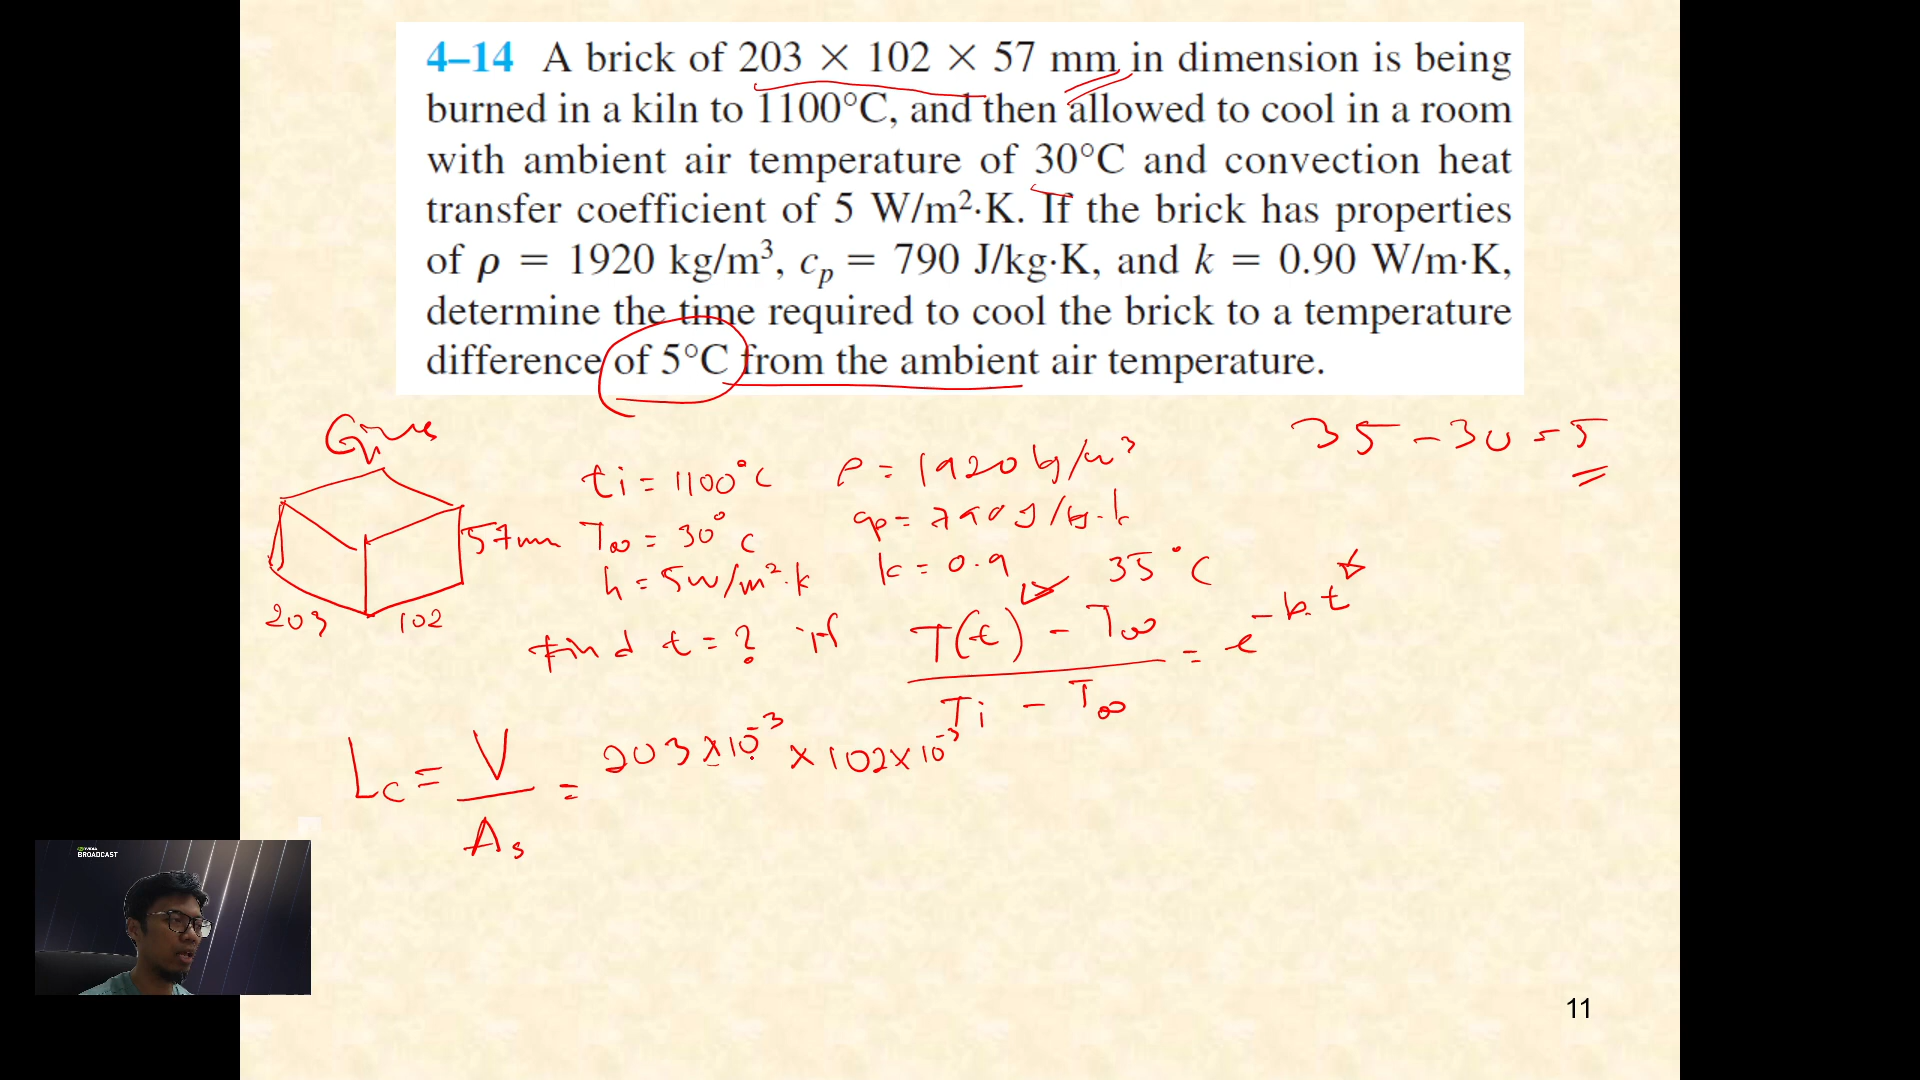 4–14 A brick of 203 × 102 × 57 mm in dimension is being
burned in a kiln to 1100°C, and then allowed to cool in a room
with ambient air temperature of 30°C and convection heat
transfer coefficient of 5 W/m²·K. If the brick has properties
of ρ = 1920 kg/m³, cp = 790 J/kg·K, and k = 0.90 W/m·K,
determine the time required to cool the brick to a temperature
difference of 5°C from the ambient air temperature.
35 - 30 = 5
ti = 1100°C
ρ = 1920 kg/m³
57mm
T∞ = 30°C
cp = 790 J/kg·k
h = 5W/m²·k
k = 0.9
35°C
203
102
find t = ? if
T(t) - T∞
= e^-b.t
Ti - T∞
Lc = V
= 203 × 10⁻³ × 102 × 10⁻³
As
NVIDIA
BROADCAST
11